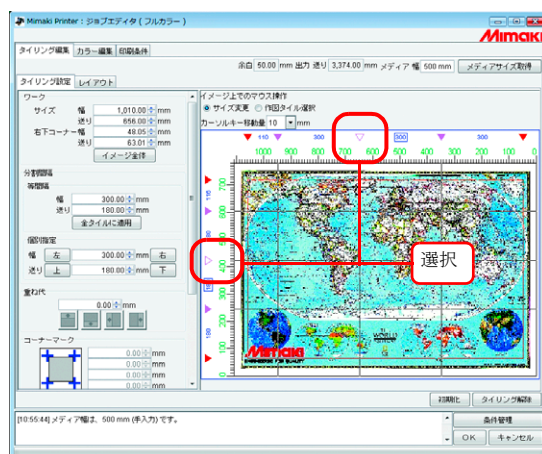 Mimaki Printer : ジョブエディタ ( フルカラー )
Mimaki
タイリング編集 カラー編集 印刷条件
余白 50.00 mm 出力 送り 3,374.00 mm メディア 幅 500 mm メディアサイズ取得
タイリング設定 レイアウト
ワーク
サイズ 幅 1,010.00 mm
送り 656.00 mm
右下コーナー幅 48.05 mm
送り 63.01 mm
イメージ全体
分割間隔
等間隔
幅 300.00 mm
送り 180.00 mm
全タイルに適用
個別指定
幅 左 300.00 mm 右
送り 上 180.00 mm 下
重ね代
0.00 mm
コーナーマーク
0.00 mm
0.00 mm
0.00 mm
0.00 mm
イメージ上でのマウス操作
サイズ変更 作図タイル選択
カーソルキー移動量 10 mm
110 300 300 300
1000 900 800 700 600 500 400 300 200 100 0
700
116
600
500
400
300
200
180
100
0
選択
Mimaki
初期化 タイリング解除
[10:55:44] メディア幅は、500 mm (手入力) です。
条件管理
OK キャンセル